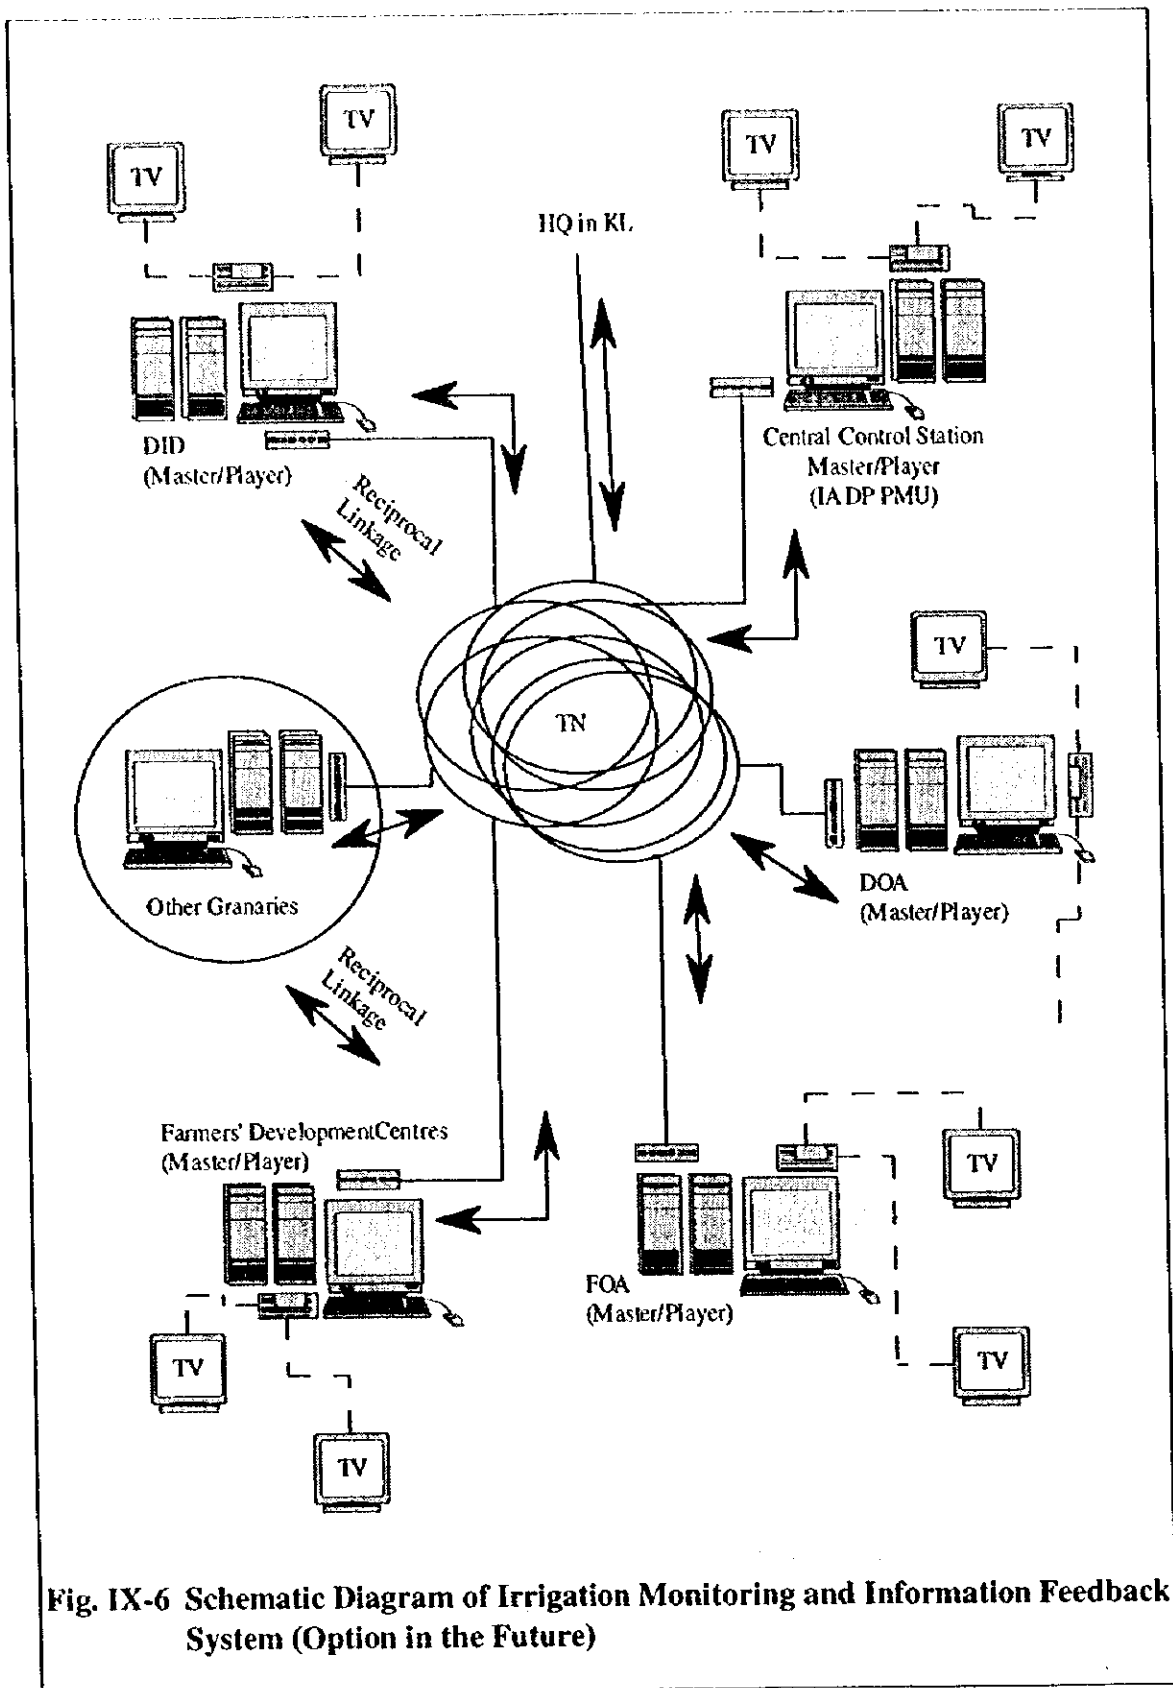 TV
TV
TV
TV
HQ in KL
DID
(Master/Player)
Central Control Station
Master/Player
(IADP PMU)
Reciprocal
Linkage
TV
TN
Other Granaries
DOA
(Master/Player)
Reciprocal
Linkage
Farmers' DevelopmentCentres
(Master/Player)
TV
FOA
(Master/Player)
TV
TV
TV
Fig. IX-6 Schematic Diagram of Irrigation Monitoring and Information Feedback
System (Option in the Future)